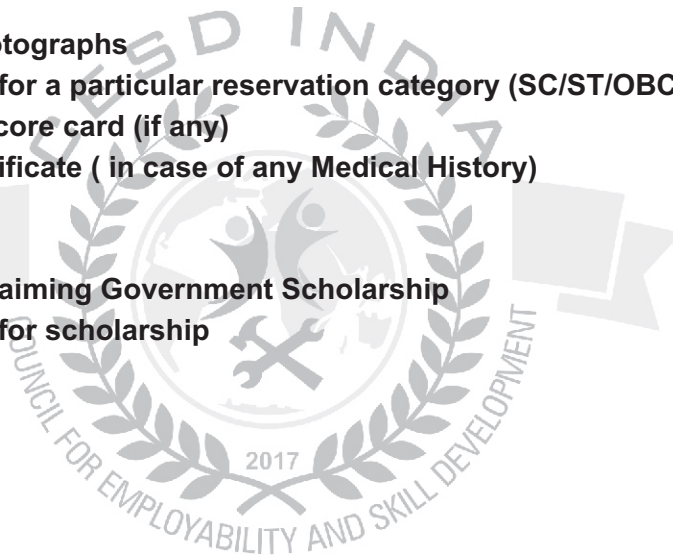 otographs
for a particular reservation category (SC/ST/OBC
core card (if any)
ificate ( in case of any Medical History)
aiming Government Scholarship
for scholarship
CESD INDIA
2017
COUNCIL FOR EMPLOYABILITY AND SKILL DEVELOPMENT